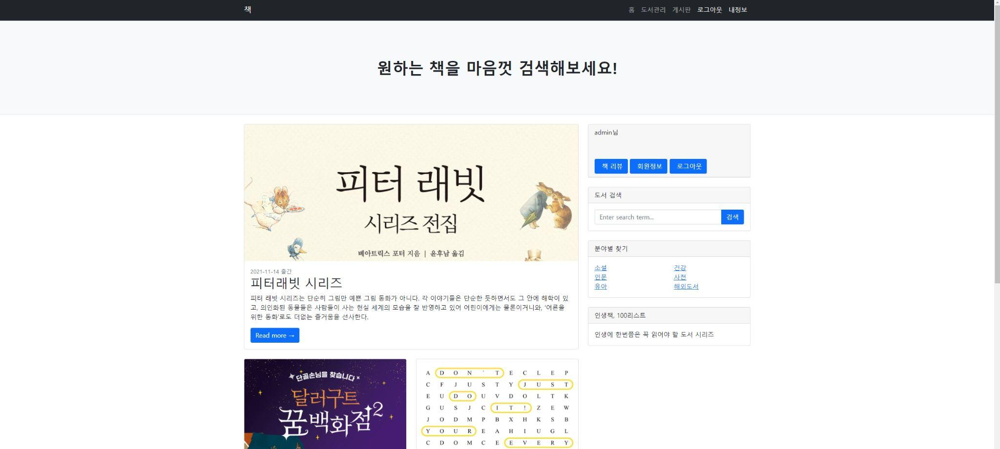 책
홈 도서관리 게시판 로그아웃 내정보
원하는 책을 마음껏 검색해보세요!
피터 래빗
시리즈 전집
베아트릭스 포터 지음 | 윤후남 옮김
2021-11-14 출간
피터래빗 시리즈
피터 래빗 시리즈는 단순히 그림만 예쁜 그림 동화가 아니다. 각 이야기들은 단순한 듯하면서도 그 안에 해학이 있
고, 의인화된 동물들은 사람들이 사는 현실 세계의 모습을 잘 반영하고 있어 어린이에게는 물론이거니와, ‘어른을
위한 동화’로도 더없는 즐거움을 선사한다.
Read more →
단골손님을 찾습니다
달러구트
꿈백화점2
A D O N ' T E C L E P
C F J U S T Y J U S T
E U D O U V D O L T K
G U S J C I T ! Z E W
J O D M P B X H K S B
Y O U R E A H I U G L
C D O M C E E V E R Y
admin님
책 리뷰 회원정보 로그아웃
도서 검색
Enter search term... 검색
분야별 찾기
소설 건강
인문 사전
유아 해외도서
인생책, 100리스트
인생에 한번쯤은 꼭 읽어야 할 도서 시리즈